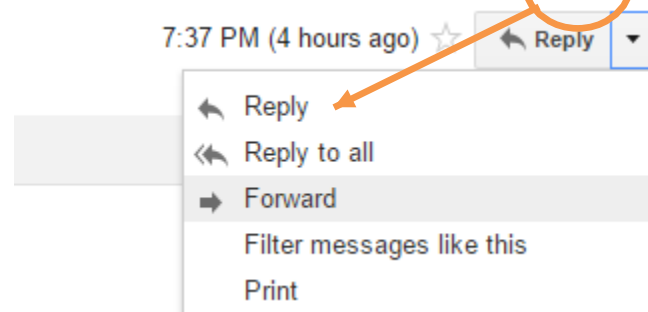 7:37 PM (4 hours ago) Reply
Reply
Reply to all
Forward
Filter messages like this
Print